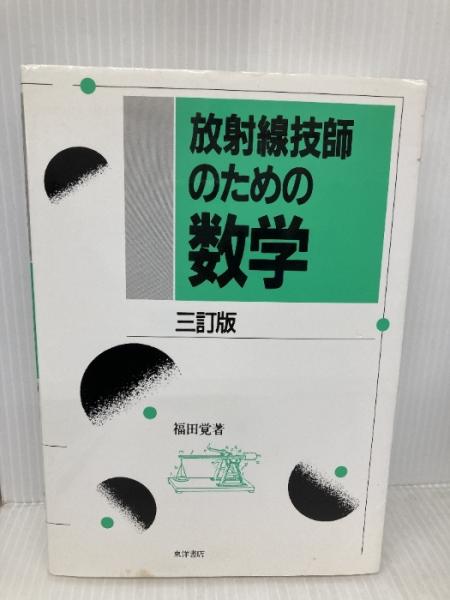 放射線技師
のための
数学
三訂版
福田覚著
東洋書店